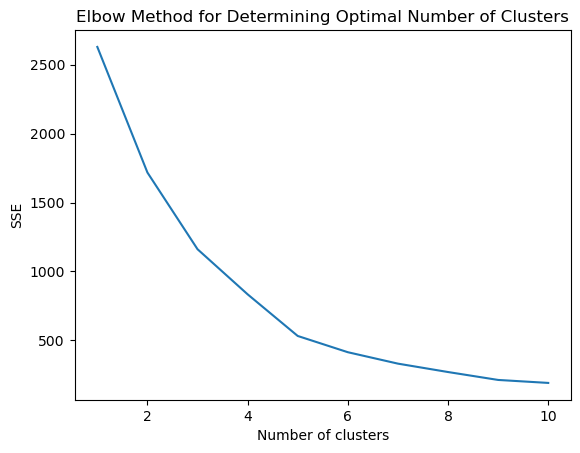 Elbow Method for Determining Optimal Number of Clusters
2500
2000
1500
1000
500
SSE
2 4 6 8 10
Number of clusters